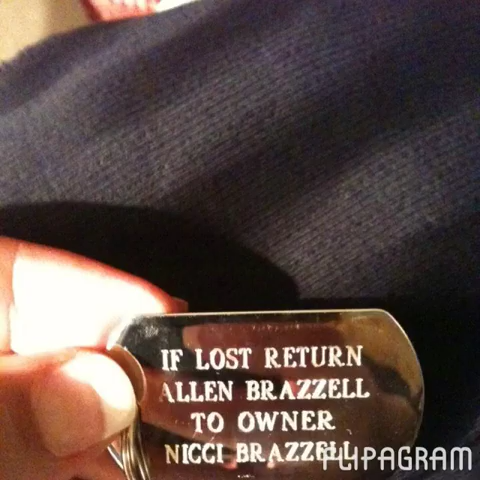 IF LOST RETURN
ALLEN BRAZZELL
TO OWNER
NICCI BRAZZELL
FLIPAGRAM